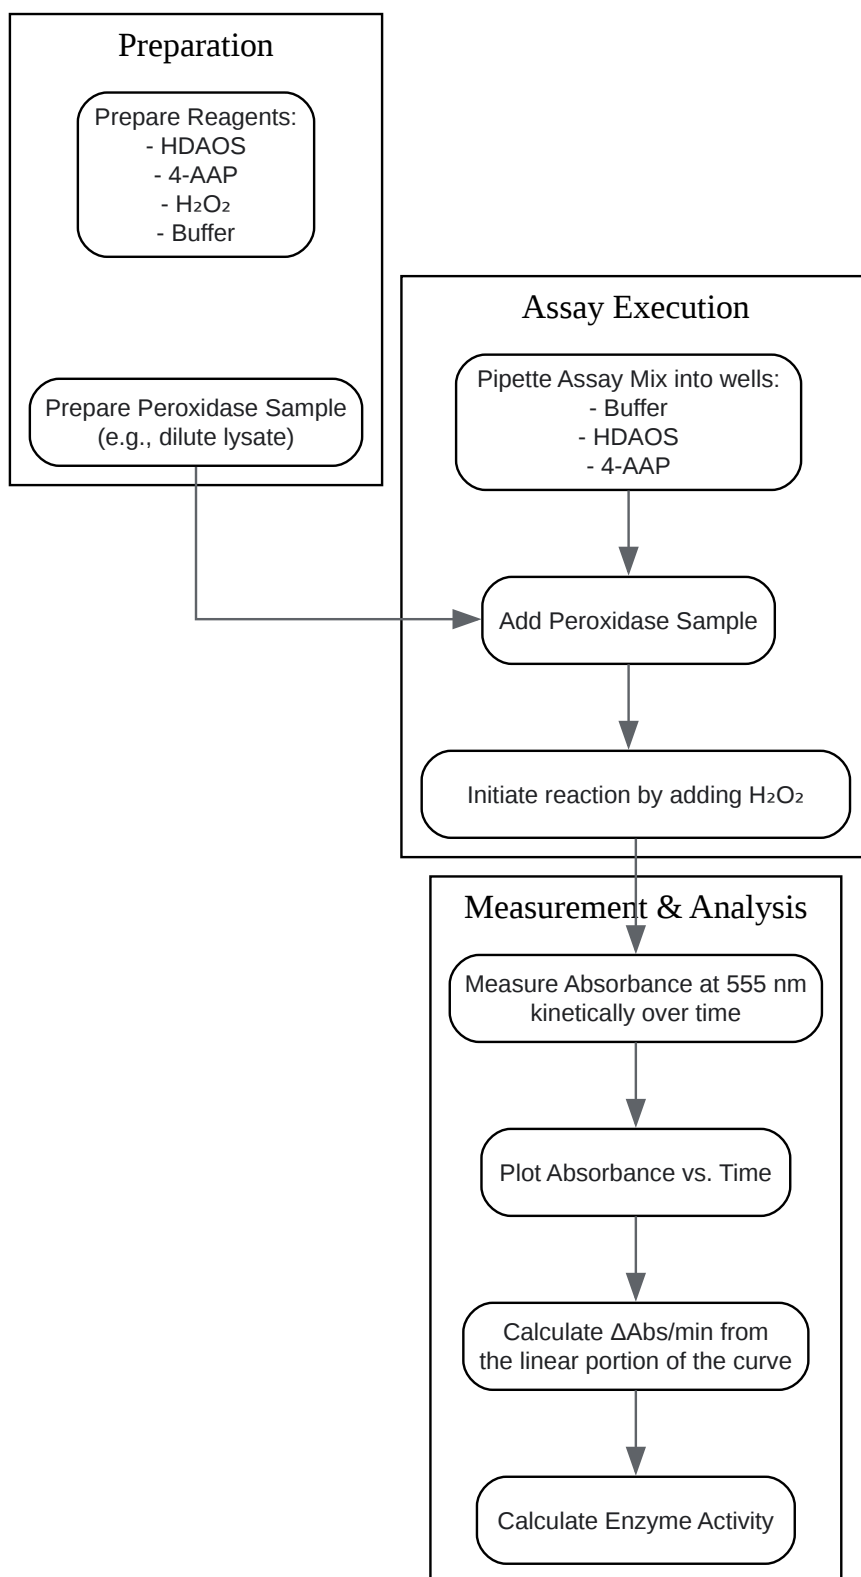 Preparation
Prepare Reagents:
- HDAOS
- 4-AAP
- H₂O₂
- Buffer
Prepare Peroxidase Sample
(e.g., dilute lysate)
Assay Execution
Pipette Assay Mix into wells:
- Buffer
- HDAOS
- 4-AAP
Add Peroxidase Sample
Initiate reaction by adding H₂O₂
Measurement & Analysis
Measure Absorbance at 555 nm
kinetically over time
Plot Absorbance vs. Time
Calculate ΔAbs/min from
the linear portion of the curve
Calculate Enzyme Activity